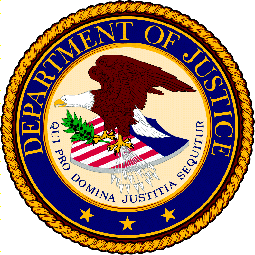 DEPARTMENT OF JUSTICE
QUI PRO DOMINA JUSTITIA SEQUITUR